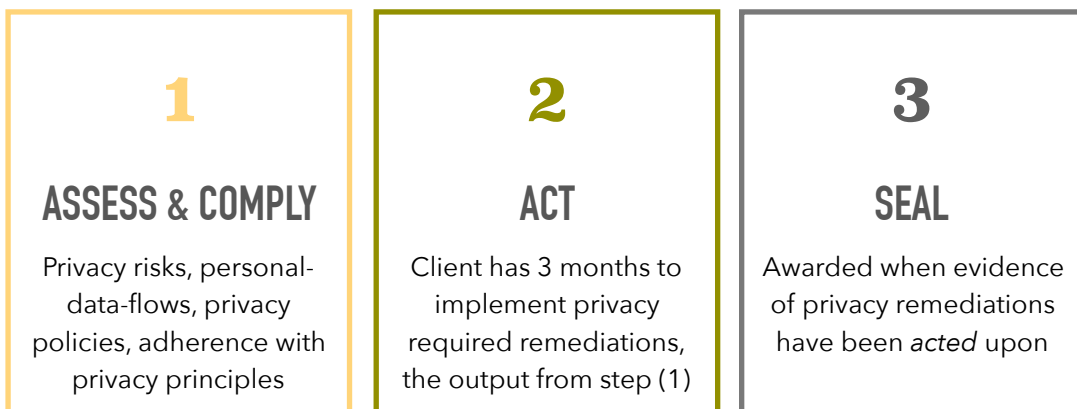 1
ASSESS & COMPLY
Privacy risks, personal-
data-flows, privacy
policies, adherence with
privacy principles
2
ACT
Client has 3 months to
implement privacy
required remediations,
the output from step (1)
3
SEAL
Awarded when evidence
of privacy remediations
have been acted upon